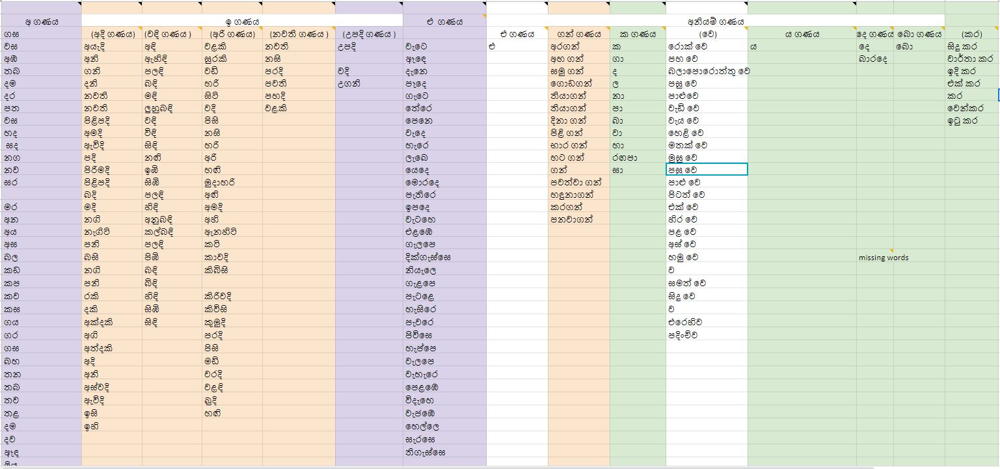 අ ගණය ඉ ගණය එ ගණය අනියමි ගණය
ගස (අදි ගණය) (වඳි ගණය ) (අරි ගණය) (නවති ගණය ) (උපදි ගණය ) එ ගණය ගන් ගණය ක ගණය (වෙ) ය ගණය දෙ ගණය බො ගණය (කර)
වස අයැදි අඳි වළකි නවති උපදි වැටෙ එ අරගන් ක රොක් වෙ ය දෙ බො සිදු කර
අඹ අනි ඇහිඳි සුරකි නසි ඇඳෙ අභ ගන් ගා පහ වෙ බාරදෙ වාර්තා කර
තබ ගනි පලඳි වඩි පරදි වදි දැනෙ සමු ගන් ද බලාපොරොත්තු වෙ ඉදි කර
දම දනි බඳි හරි පවති උගනි පෑදෙ ගොඩගන් ල පසු වෙ එක් කර
දර නවති මඳි සිටි පහදි ගැටෙ තියාගන් නා පාළුවෙ කර
පත නවති ලුහුබඳි වදි වළකි තේරෙ තියාගන් පා වැඩි වෙ වෙන්කර
වස පිළිපදි වඳි පිසි පෙනෙ දිනා ගන් බා වැය වෙ ඉටු කර
හද අමදි විඳි නසි වැදෙ පිළි ගන් වා හෙළි වෙ
සද ඇවිදි සිඳි හරි හැරෙ භාර ගන් හා මතක් වෙ
නග පදි නඟි අරි ලැබෙ හට ගන් රඟපා මුසු වෙ
නව පිරිමදි ඉඹි හඟි යෙදෙ ගන් සා පසු වෙ
සර පිළිපදි සිඹි මුදාහරි මොරදෙ පවත්වා ගන් පාළු වෙ
බදි පලඳි අඟි පැතිරෙ හඳුනාගන් පිටත් වෙ
මර මදි හිඳි අමදි ඉපදෙ කරගන් එක් වෙ
අන නගි අනුබඳි අහි වැටහෙ පනවාගන් හිර වෙ
අය නැගිටි කල්බඳි ඇනහිටි එළඹෙ පළ වෙ
අස පනි පලඳි කටි ගැලපෙ අස් වෙ
බල බසි පිඹි කාවදි දික්ගැස්සෙ හමු වෙ missing words
කඩ නගි බඳි කිබිසි නියැලෙ ව
කප පනි බිඳි ගැළපෙ සමත් වෙ
කව රකි හිඳි කිරිවදි පැටළෙ සිදු වෙ
කස දකි සිඹි කිවිසි හැසිරෙ ව
ගය අක්දකි සිඳි කුමුදි පැවරෙ එරෙහිව
ගර අගි පරදි පිවිසෙ පදිංචිව
ගස අත්දකි පිසි හැප්පෙ
බහ අදි මඩි වැලපෙ
තන අනි වරදි වැහැරෙ
තබ අස්වදි වළඳි පෙළඹෙ
තව ඇවිදි බුදි විදැහෙ
තළ ඉසි හඟි වැජඹෙ
දම ඉහි හෙල්ලෙ
දව සැරසෙ
ඇඳ තිගැස්සෙ